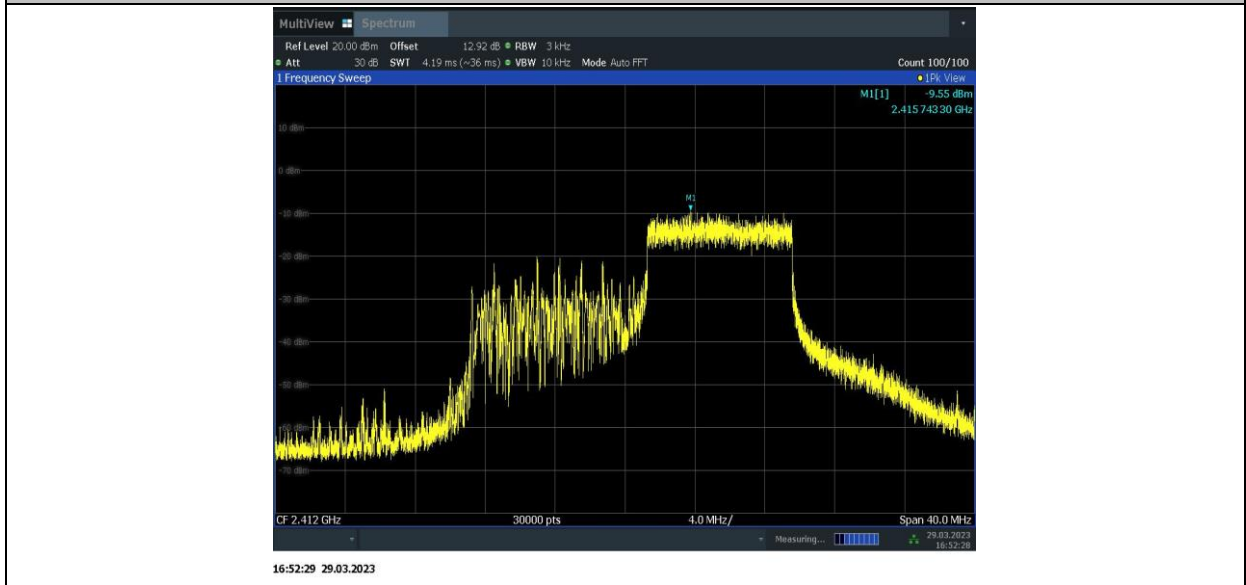 MultiView Spectrum
Ref Level 20.00 dBm Offset 12.92 dB RBW 3 kHz
Att 30 dB SWT 4.19 ms (~36 ms) VBW 10 kHz Mode Auto FFT Count 100/100
1 Frequency Sweep 1Pk View
M1[1] -9.55 dBm
2.415 743 30 GHz
10 dBm
0 dBm
M1
-10 dBm
-20 dBm
-30 dBm
-40 dBm
-50 dBm
-60 dBm
-70 dBm
CF 2.412 GHz 30000 pts 4.0 MHz/ Span 40.0 MHz
Measuring... 29.03.2023
16:52:28
16:52:29 29.03.2023